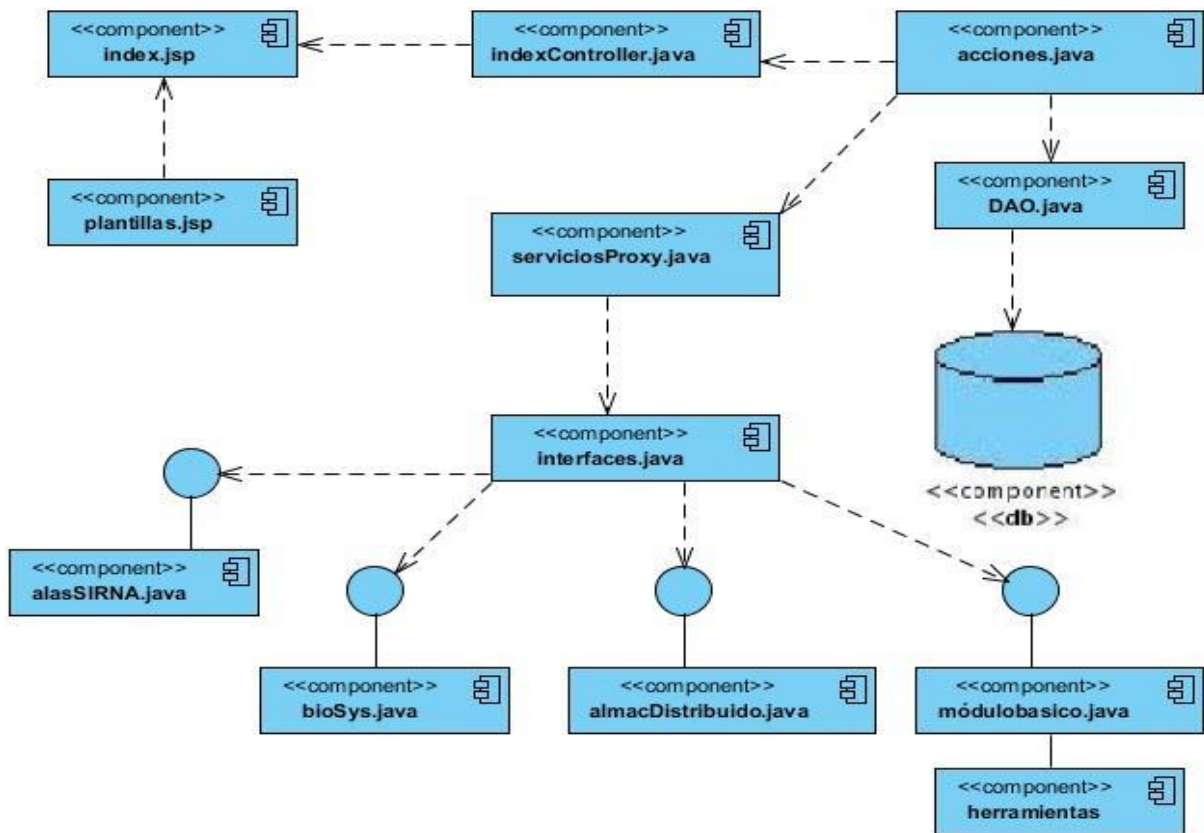 <<component>>
index.jsp
<<component>>
indexController.java
<<component>>
acciones.java
<<component>>
plantillas.jsp
<<component>>
DAO.java
<<component>>
serviciosProxy.java
<<component>>
interfaces.java
<<component>>
<<db>>
<<component>>
alasSIRNA.java
<<component>>
bioSys.java
<<component>>
almacDistribuido.java
<<component>>
módulobasico.java
<<component>>
herramientas